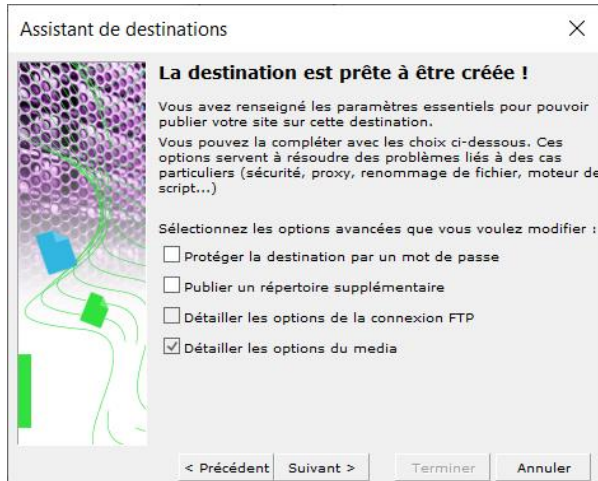 Assistant de destinations
La destination est prête à être créée !
Vous avez renseigné les paramètres essentiels pour pouvoir
publier votre site sur cette destination.
Vous pouvez la compléter avec les choix ci-dessous. Ces
options servent à résoudre des problèmes liés à des cas
particuliers (sécurité, proxy, renommage de fichier, moteur de
script...)
Sélectionnez les options avancées que vous voulez modifier :
Protéger la destination par un mot de passe
Publier un répertoire supplémentaire
Détailler les options de la connexion FTP
Détailler les options du media
< Précédent Suivant > Terminer Annuler